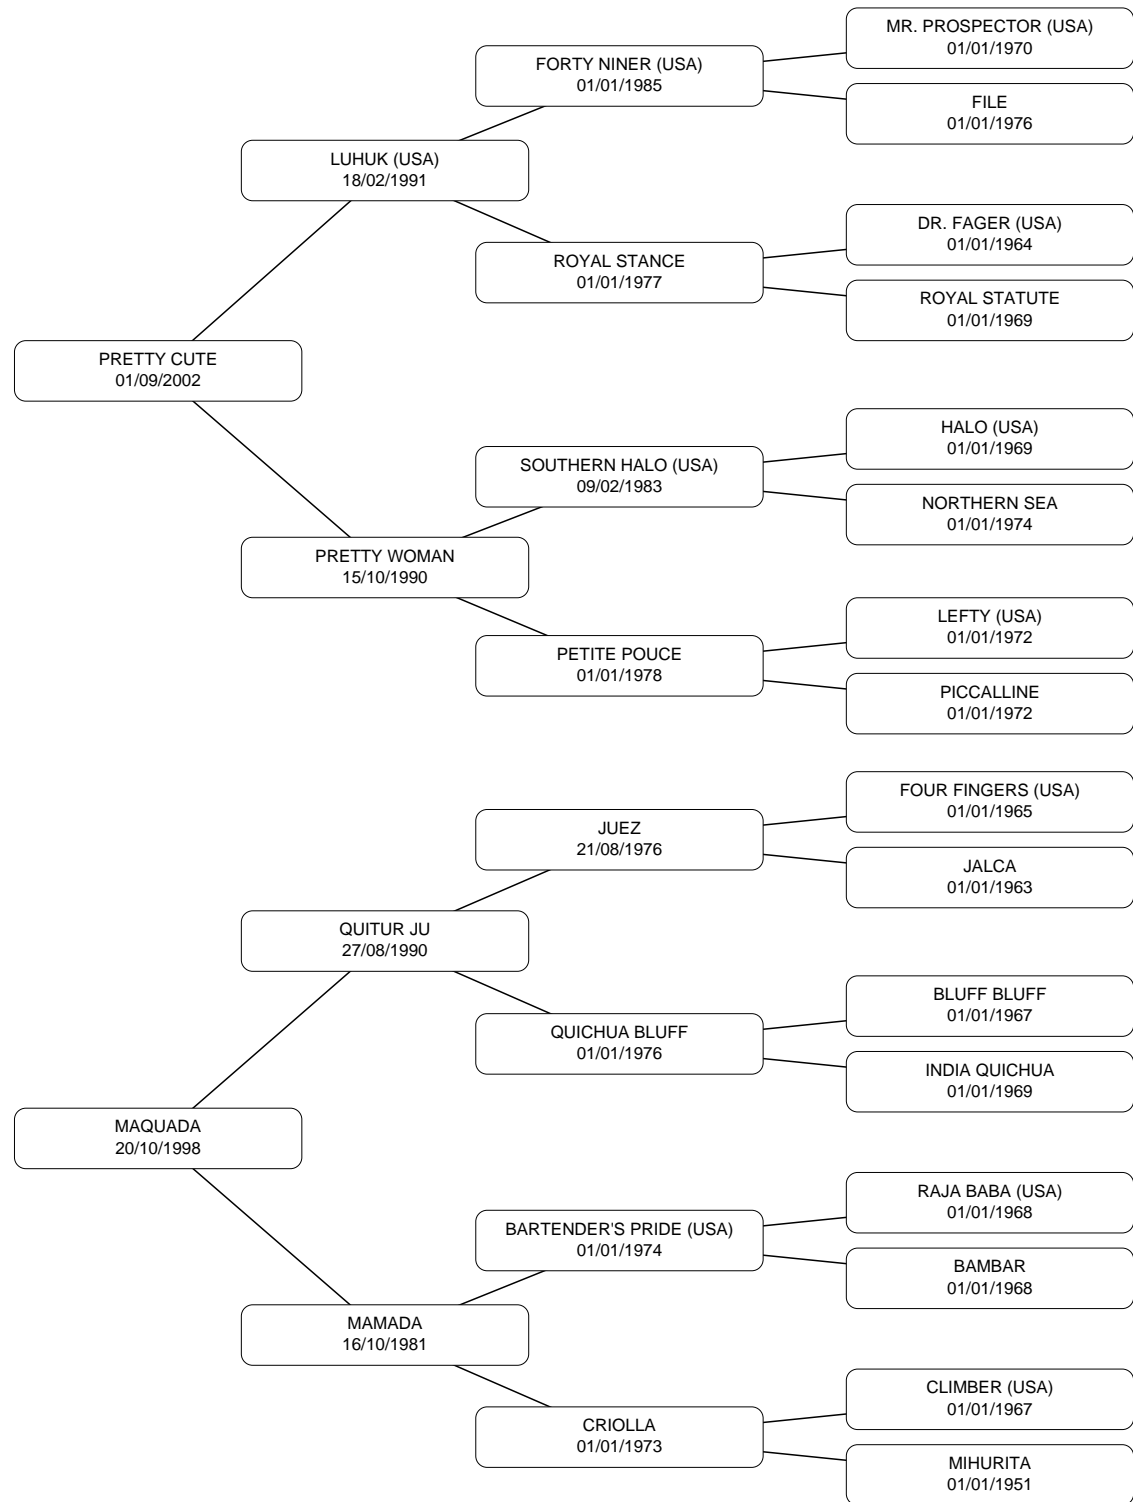 MR. PROSPECTOR (USA)
01/01/1970
FORTY NINER (USA)
01/01/1985
FILE
01/01/1976
LUHUK (USA)
18/02/1991
DR. FAGER (USA)
01/01/1964
ROYAL STANCE
01/01/1977
ROYAL STATUTE
01/01/1969
PRETTY CUTE
01/09/2002
HALO (USA)
01/01/1969
SOUTHERN HALO (USA)
09/02/1983
NORTHERN SEA
01/01/1974
PRETTY WOMAN
15/10/1990
LEFTY (USA)
01/01/1972
PETITE POUCE
01/01/1978
PICCALLINE
01/01/1972
FOUR FINGERS (USA)
01/01/1965
JUEZ
21/08/1976
JALCA
01/01/1963
QUITUR JU
27/08/1990
BLUFF BLUFF
01/01/1967
QUICHUA BLUFF
01/01/1976
INDIA QUICHUA
01/01/1969
MAQUADA
20/10/1998
RAJA BABA (USA)
01/01/1968
BARTENDER'S PRIDE (USA)
01/01/1974
BAMBAR
01/01/1968
MAMADA
16/10/1981
CLIMBER (USA)
01/01/1967
CRIOLLA
01/01/1973
MIHURITA
01/01/1951